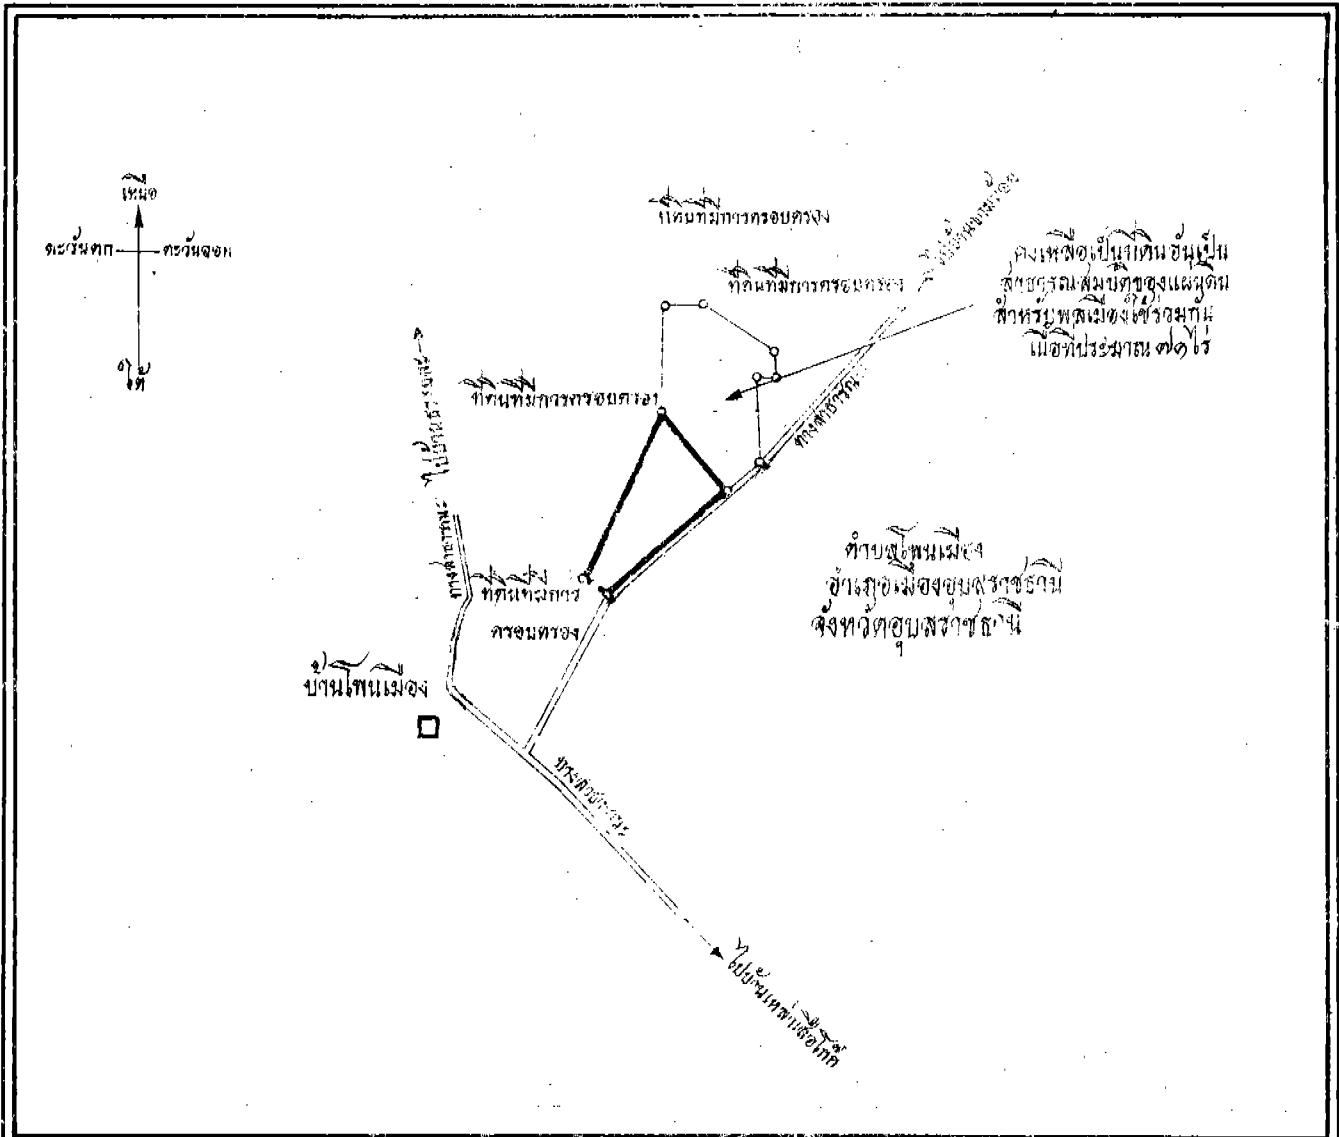 เหนือ
ตะวันตก
ตะวันออก
ใต้
ที่ดินที่มีการครอบครอง
ที่ดินที่มีการครอบครอง
คงเหลือเป็นที่ดินอันเป็น
สาธารณสมบัติของแผ่นดิน
สำหรับพลเมืองใช้ร่วมกัน
เนื้อที่ประมาณ ๗๑ ไร่
ที่ดินที่มีการครอบครอง
ทางสาธารณะ
ทางสาธารณะ
ที่ดินที่มีการ
ครอบครอง
ตำบลโพนเมือง
อำเภอเมืองอุบลราชธานี
จังหวัดอุบลราชธานี
บ้านโพนเมือง
ทางสาธารณะ
ไปบ้านเหล่าเสือโก้ก